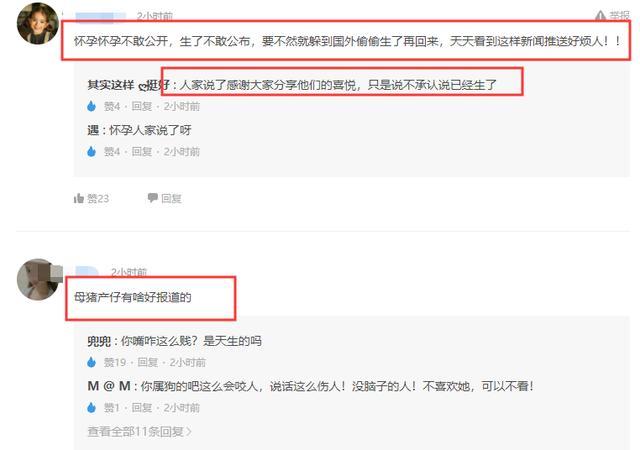 2小时前
举报
怀孕怀孕不敢公开，生了不敢公布，要不然就躲到国外偷偷生了再回来，天天看到这样新闻推送好烦人！！
其实这样 ღ挺好 : 人家说了感谢大家分享他们的喜悦，只是说不承认说已经生了
赞4 · 回复 · 2小时前
遇 : 怀孕人家说了呀
赞4 · 回复 · 2小时前
赞23 回复
2小时前
母猪产仔有啥好报道的
兜兜 : 你嘴咋这么贱？是天生的吗
赞19 · 回复 · 2小时前
M @ M : 你属狗的吧这么会咬人，说话这么伤人！没脑子的人！不喜欢她，可以不看！
赞1 · 回复 · 2小时前
查看全部11条回复 >